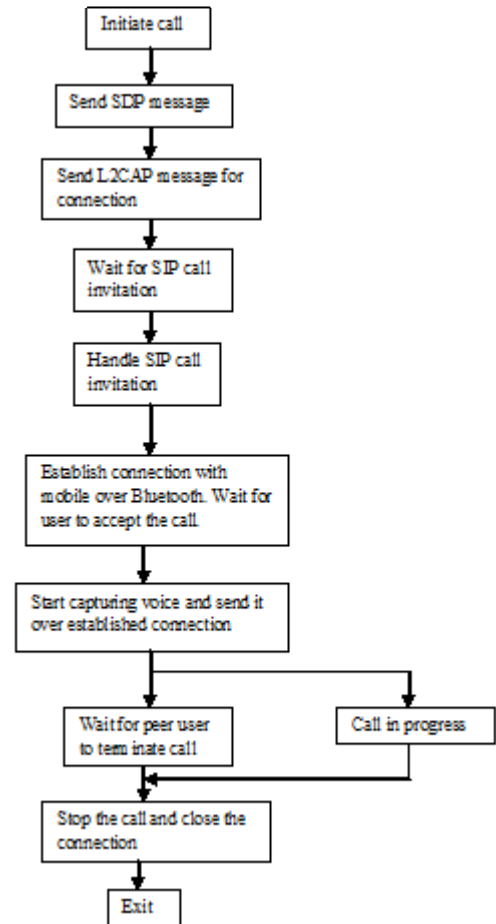 Initiate call
Send SDP message
Send L2CAP message for
connection
Wait for SIP call
invitation
Handle SIP call
invitation
Establish connection with
mobile over Bluetooth. Wait for
user to accept the call
Start capturing voice and send it
over established connection
Wait for peer user
to terminate call
Call in progress
Stop the call and close the
connection
Exit